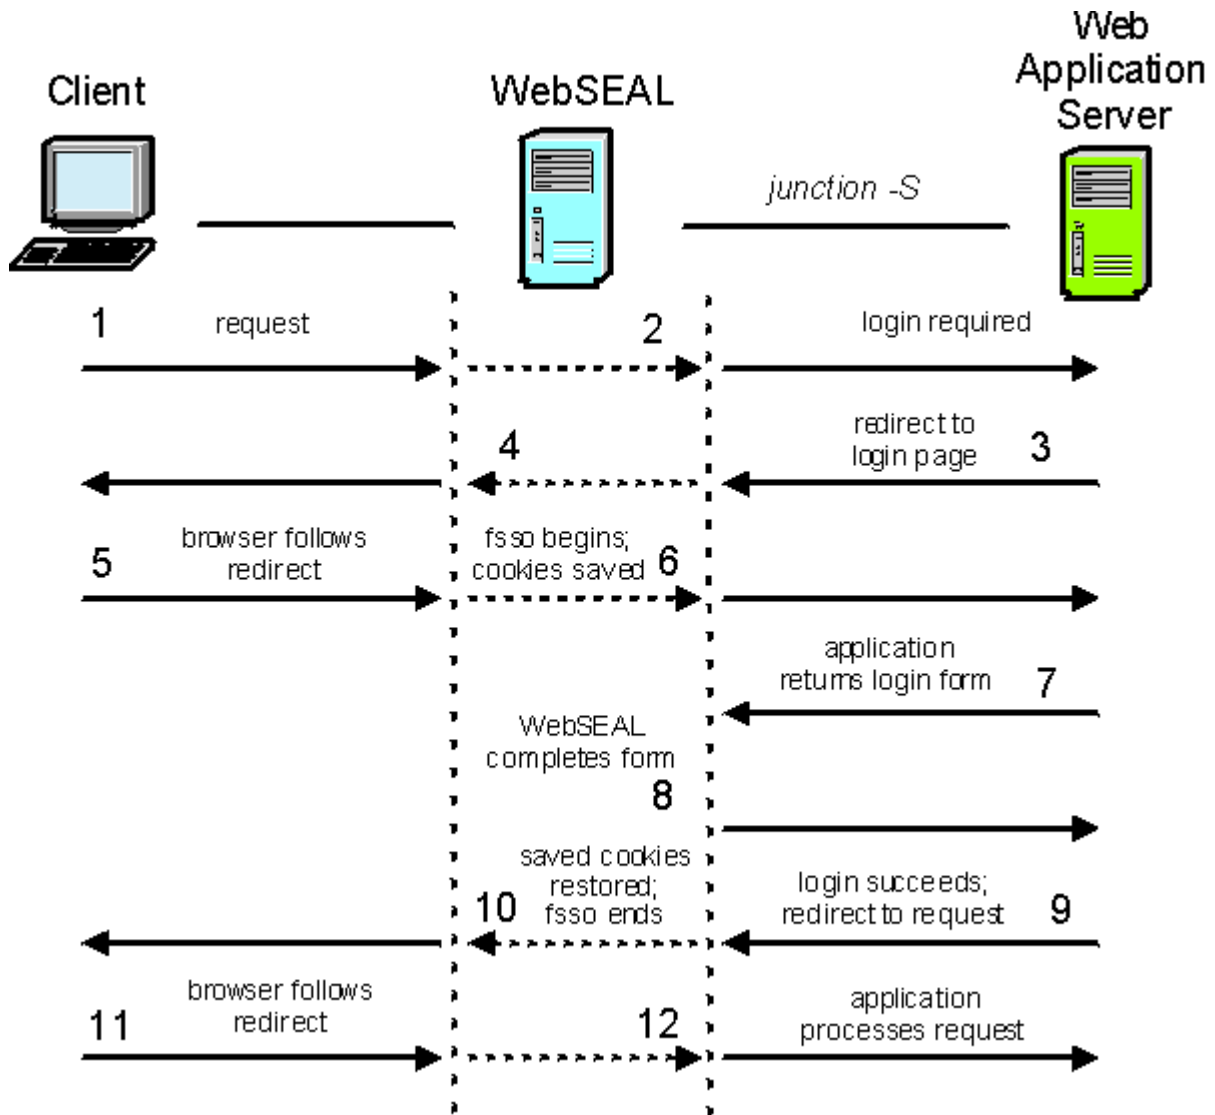 Client
WebSEAL
Web
Application
Server
junction -S
1
request
2
login required
4
redirect to
login page
3
5
browser follows
redirect
fsso begins;
cookies saved
6
application
returns login form
7
WebSEAL
completes form
8
saved cookies
restored;
fsso ends
10
login succeeds;
redirect to request
9
11
browser follows
redirect
12
application
processes request